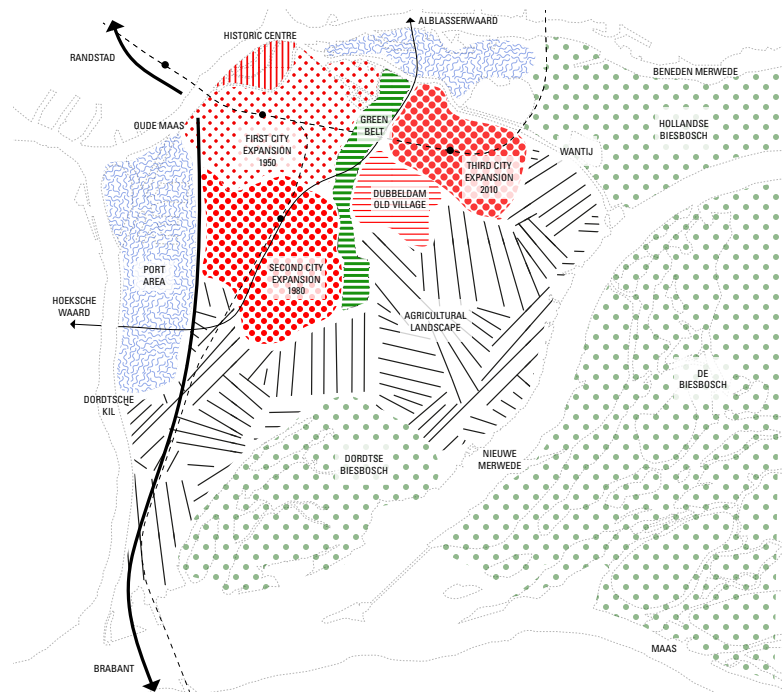 ALBLASSERWAARD
HISTORIC CENTRE
RANDSTAD
BENEDEN MERWEDE
OUDE MAAS
GREEN
BELT
HOLLANDSE
BIESBOSCH
FIRST CITY
EXPANSION
1950
WANTIJ
THIRD CITY
EXPANSION
2010
DUBBELDAM
OLD VILLAGE
PORT
AREA
SECOND CITY
EXPANSION
1980
HOEKSCHE
WAARD
AGRICULTURAL
LANDSCAPE
DE
BIESBOSCH
DORDTSCHE
KIL
DORDTSE
BIESBOSCH
NIEUWE
MERWEDE
MAAS
BRABANT